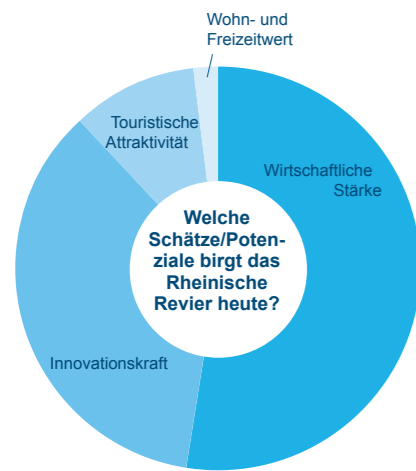 Wohn- und
Freizeitwert
Touristische
Attraktivität
Wirtschaftliche
Stärke
Welche
Schätze/Poten-
ziale birgt das
Rheinische
Revier heute?
Innovationskraft